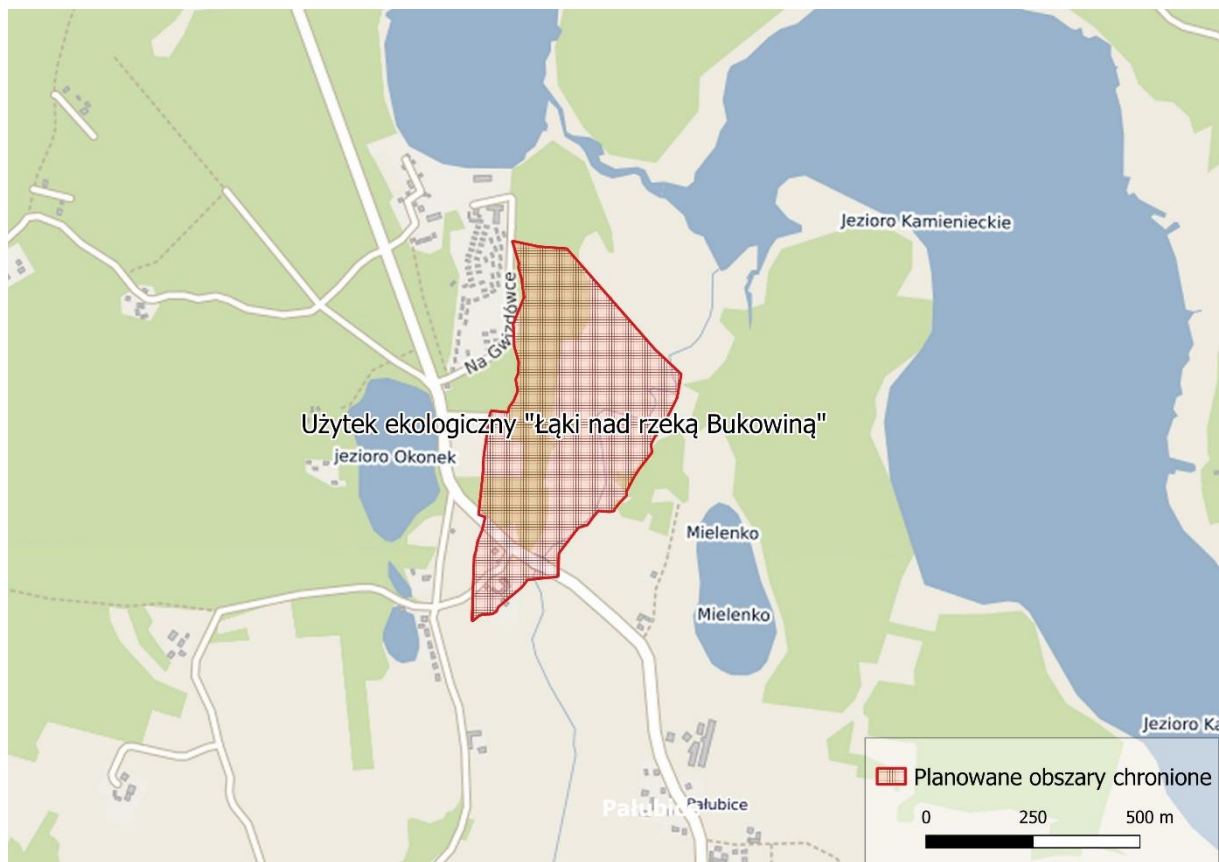 Jezioro Kamienieckie
Na Gwizdówce
Użytek ekologiczny "Łąki nad rzeką Bukowiną"
jezioro Okonek
Mielenko
Mielenko
Jezioro Ka
Planowane obszary chronione
Pałubice
Pałubice
0 250 500 m